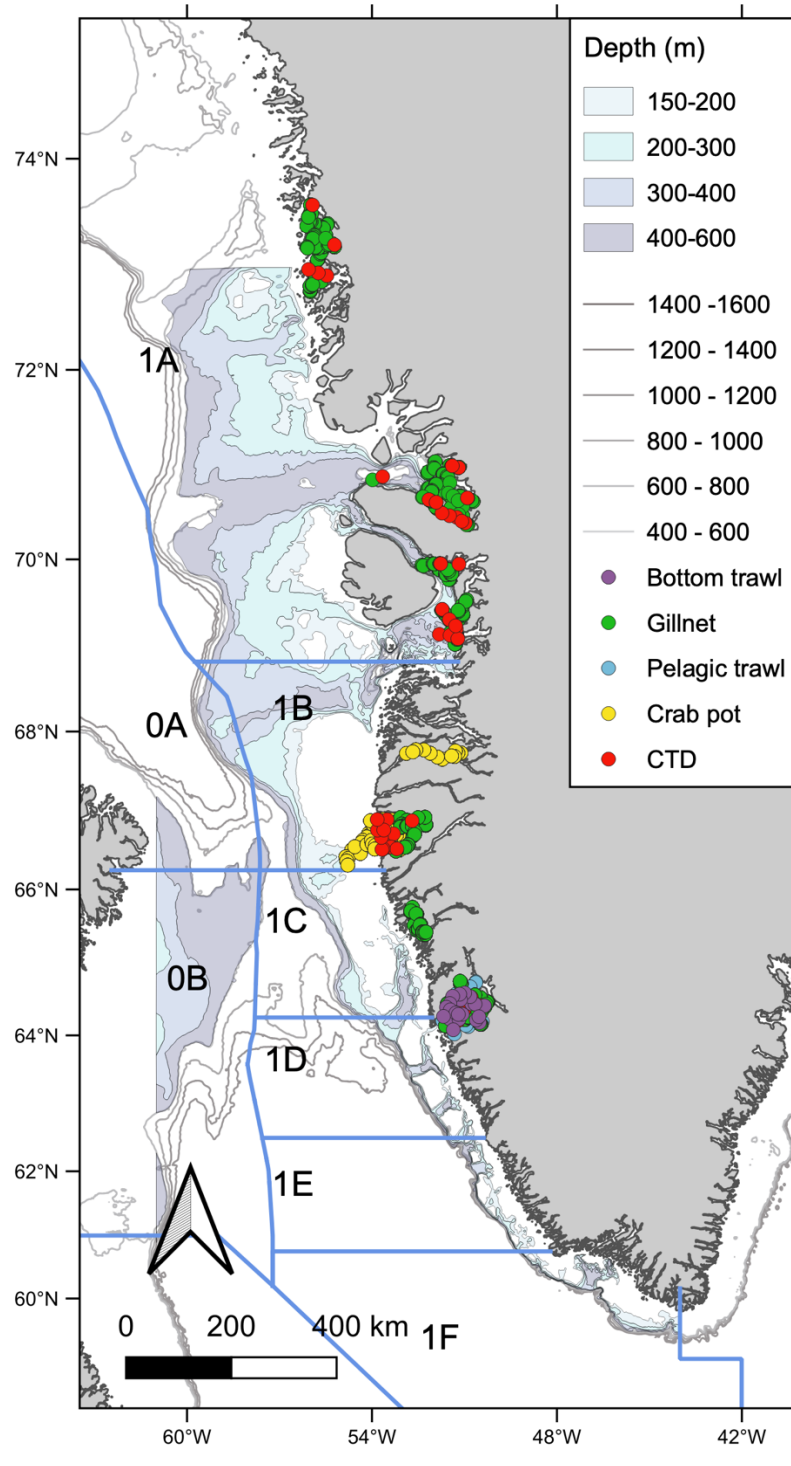 Depth (m)
150-200
200-300
300-400
400-600
1400 -1600
1200 - 1400
1000 - 1200
800 - 1000
600 - 800
400 - 600
Bottom trawl
Gillnet
Pelagic trawl
Crab pot
CTD
74°N
72°N
70°N
68°N
66°N
64°N
62°N
60°N
1A
1B
0A
1C
0B
1D
1E
1F
0 200 400 km
60°W 54°W 48°W 42°W